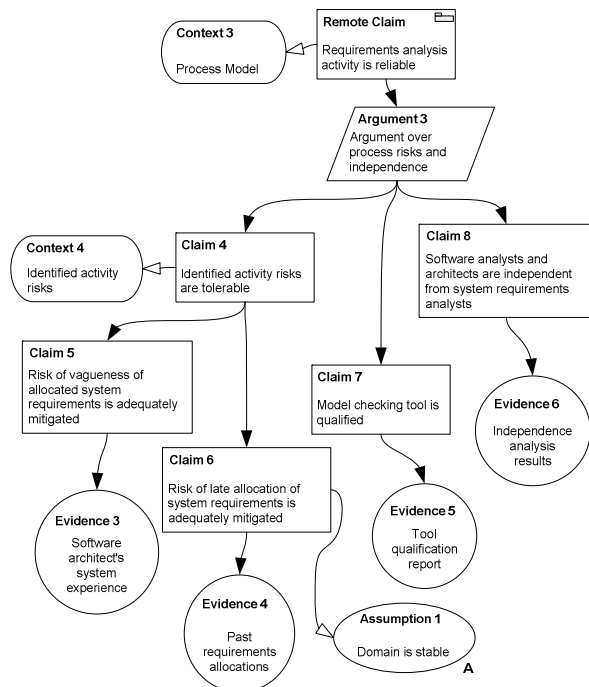 Context 3
Process Model
Remote Claim
Requirements analysis
activity is reliable
Argument 3
Argument over
process risks and
independence
Context 4
Identified activity
risks
Claim 4
Identified activity risks
are tolerable
Claim 8
Software analysts and
architects are independent
from system requirements
analysts
Claim 5
Risk of vagueness of
allocated system
requirements is adequately
mitigated
Claim 7
Model checking tool is
qualified
Evidence 6
Independence
analysis
results
Claim 6
Risk of late allocation of
system requirements is
adequately mitigated
Evidence 3
Software
architect's
system
experience
Evidence 5
Tool
qualification
report
Evidence 4
Past
requirements
allocations
Assumption 1
Domain is stable
A